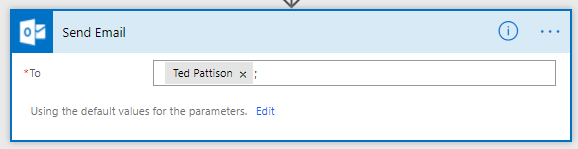 Send Email
*To Ted Pattison × ;
Using the default values for the parameters. Edit